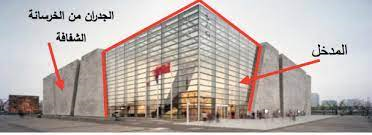 الجدران من الخرسانة
الشفافة
المدخل